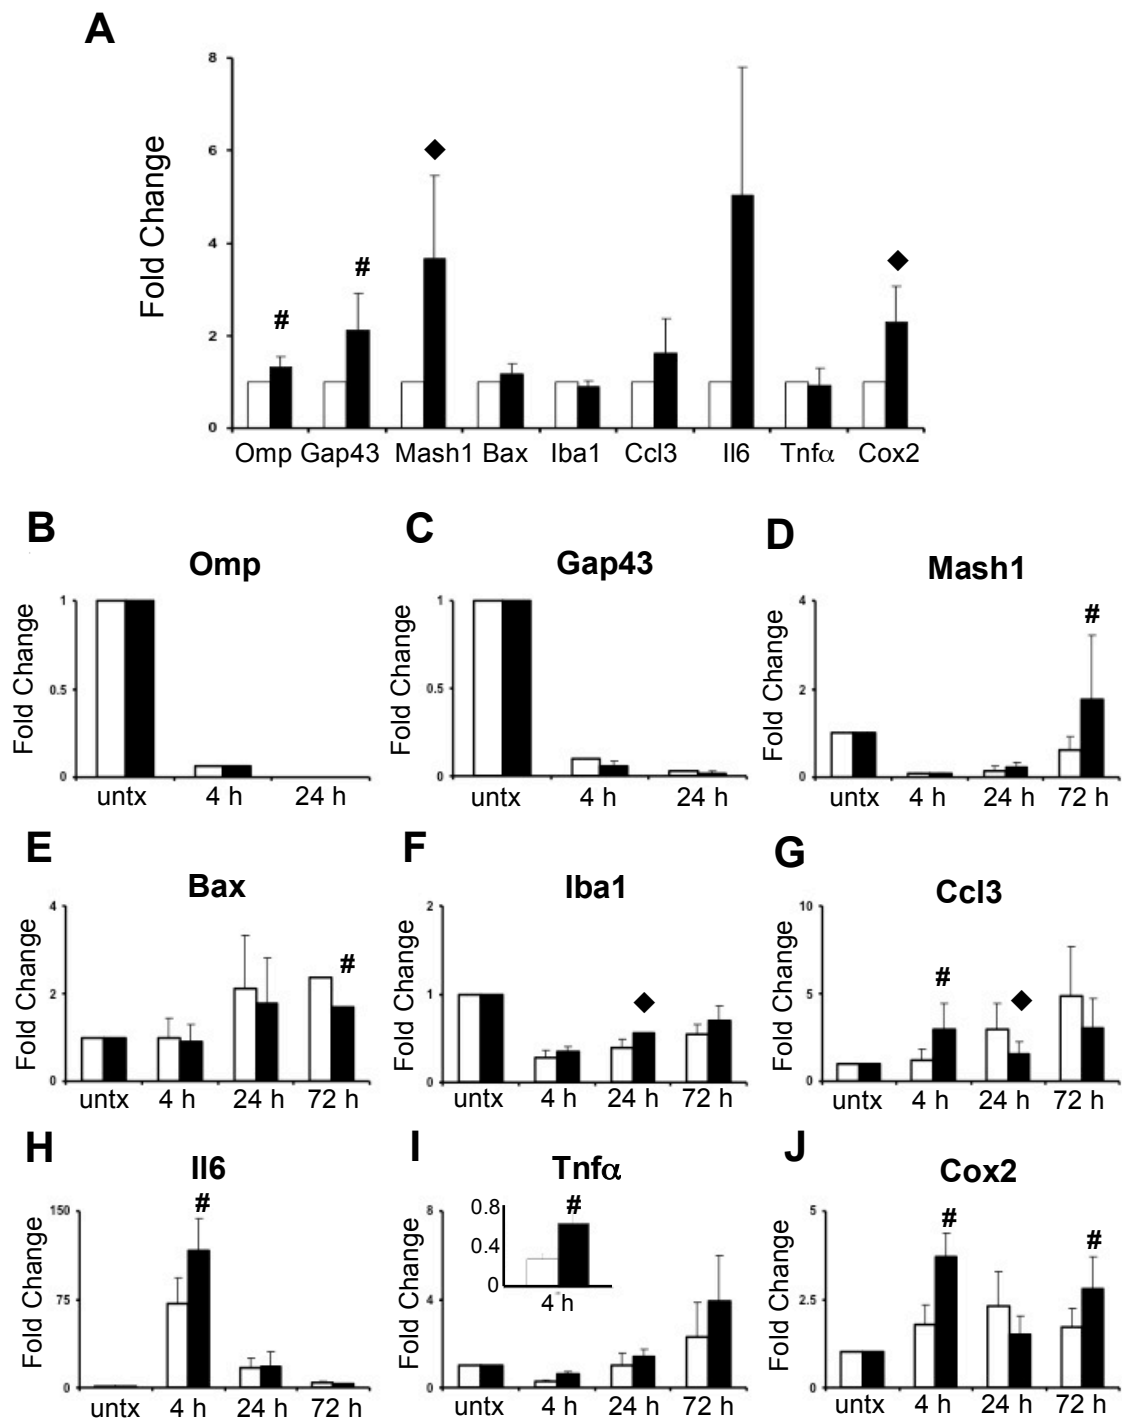 A
Fold Change
8
6
4
2
0
◆
#
#
◆
Omp Gap43 Mash1 Bax Iba1 Ccl3 Il6 Tnfα Cox2
B
Omp
Fold Change
1
0.5
0
untx 4 h 24 h
C
Gap43
Fold Change
1
0.5
0
untx 4 h 24 h
D
Mash1
Fold Change
4
2
0
#
untx 4 h 24 h 72 h
E
Bax
Fold Change
4
2
0
#
untx 4 h 24 h 72 h
F
Iba1
Fold Change
2
1
0
◆
untx 4 h 24 h 72 h
G
Ccl3
Fold Change
10
5
0
#
◆
untx 4 h 24 h 72 h
H
Il6
Fold Change
150
75
0
#
untx 4 h 24 h 72 h
I
Tnfα
Fold Change
8
4
0
0.8
0.4
0
#
4 h
untx 4 h 24 h 72 h
J
Cox2
Fold Change
5
2.5
0
#
#
untx 4 h 24 h 72 h